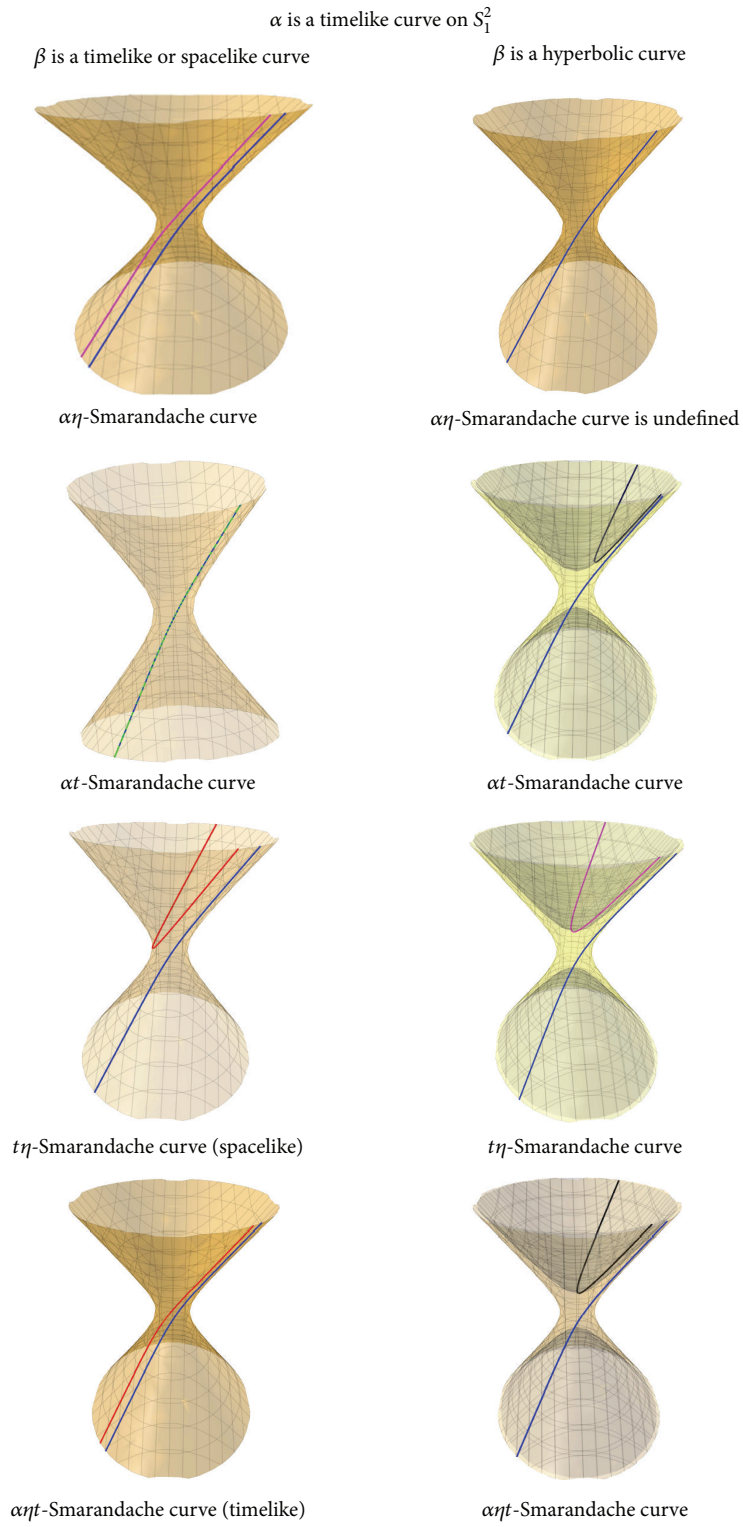 α is a timelike curve on S₁²
β is a timelike or spacelike curve
β is a hyperbolic curve
αη-Smarandache curve
αη-Smarandache curve is undefined
αt-Smarandache curve
αt-Smarandache curve
tη-Smarandache curve (spacelike)
tη-Smarandache curve
αηt-Smarandache curve (timelike)
αηt-Smarandache curve